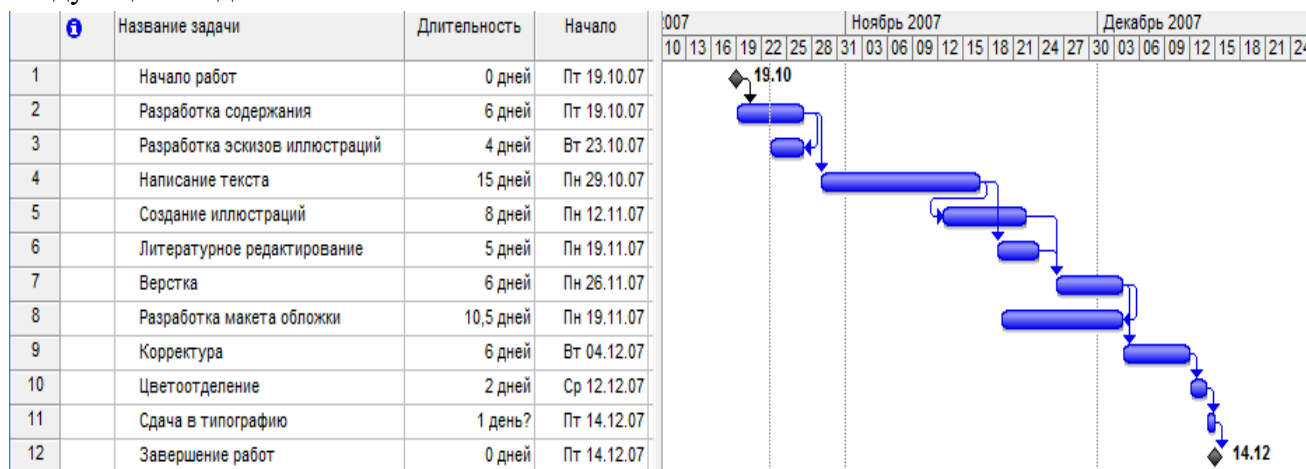 Название задачи Длительность Начало 2007 Ноябрь 2007 Декабрь 2007
10 13 16 19 22 25 28 31 03 06 09 12 15 18 21 24 27 30 03 06 09 12 15 18 21 24
1 Начало работ 0 дней Пт 19.10.07 19.10
2 Разработка содержания 6 дней Пт 19.10.07
3 Разработка эскизов иллюстраций 4 дней Вт 23.10.07
4 Написание текста 15 дней Пн 29.10.07
5 Создание иллюстраций 8 дней Пн 12.11.07
6 Литературное редактирование 5 дней Пн 19.11.07
7 Верстка 6 дней Пн 26.11.07
8 Разработка макета обложки 10,5 дней Пн 19.11.07
9 Корректура 6 дней Вт 04.12.07
10 Цветоотделение 2 дней Ср 12.12.07
11 Сдача в типографию 1 день? Пт 14.12.07
12 Завершение работ 0 дней Пт 14.12.07 14.12